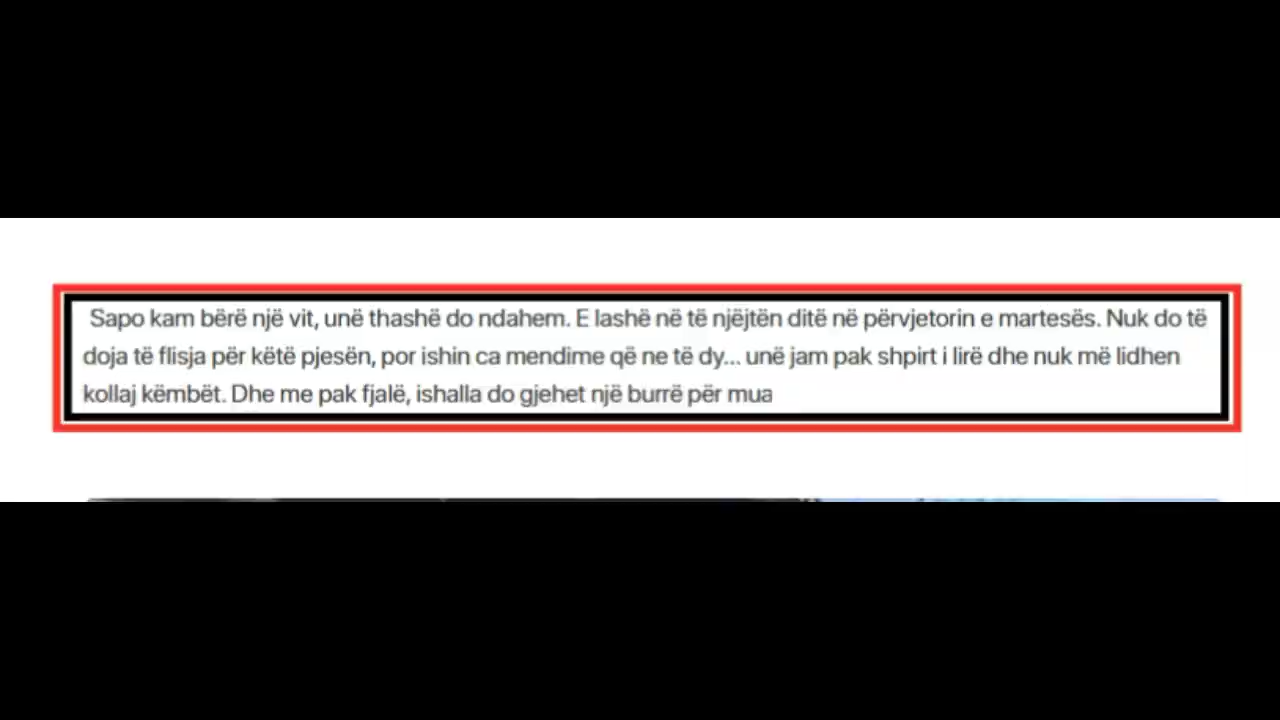 Sapo kam bërë një vit, unë thashë do ndahem. E lashë në të njëjtën ditë në përvjetorin e martesës. Nuk do të
doja të flisja për këtë pjesën, por ishin ca mendime që ne të dy... unë jam pak shpirt i lirë dhe nuk më lidhen
kollaj këmbët. Dhe me pak fjalë, ishalla do gjehet një burrë për mua